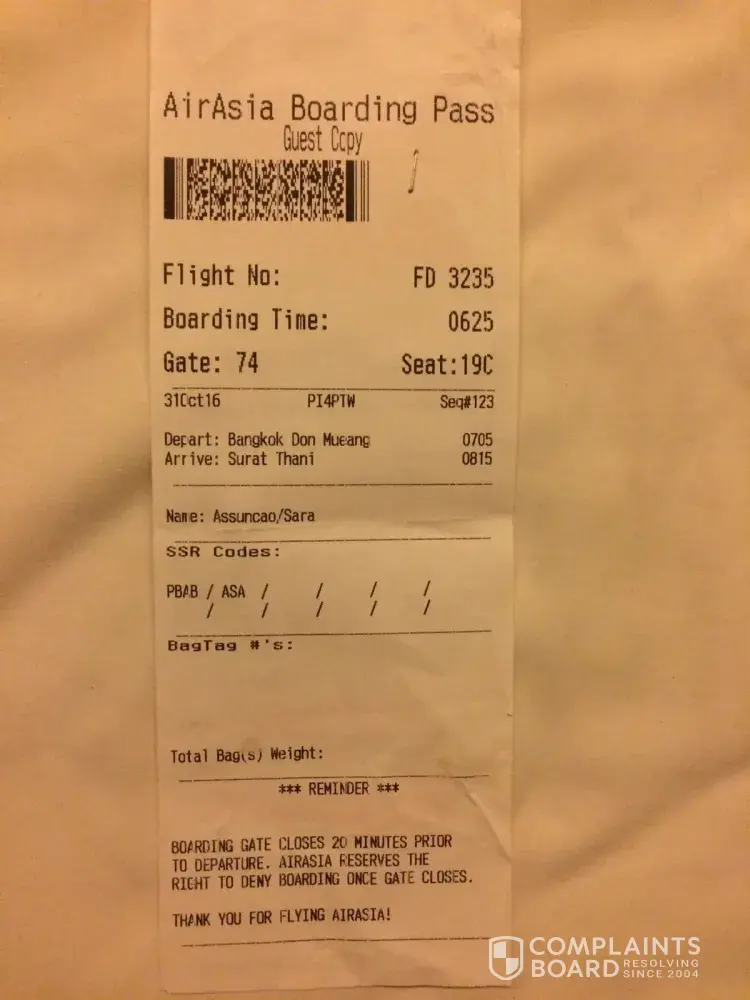 AirAsia Boarding Pass
Guest Copy
Flight No: FD 3235
Boarding Time: 0625
Gate: 74 Seat:19C
31Oct16 PI4PTW Seq#123
Depart: Bangkok Don Mueang 0705
Arrive: Surat Thani 0815
Name: Assuncao/Sara
SSR Codes:
PBAB / ASA / / / /
/ / / / /
BagTag #'s:
Total Bag(s) Weight:
*** REMINDER ***
BOARDING GATE CLOSES 20 MINUTES PRIOR
TO DEPARTURE. AIRASIA RESERVES THE
RIGHT TO DENY BOARDING ONCE GATE CLOSES.
THANK YOU FOR FLYING AIRASIA!
COMPLAINTS
BOARD RESOLVING
SINCE 2004